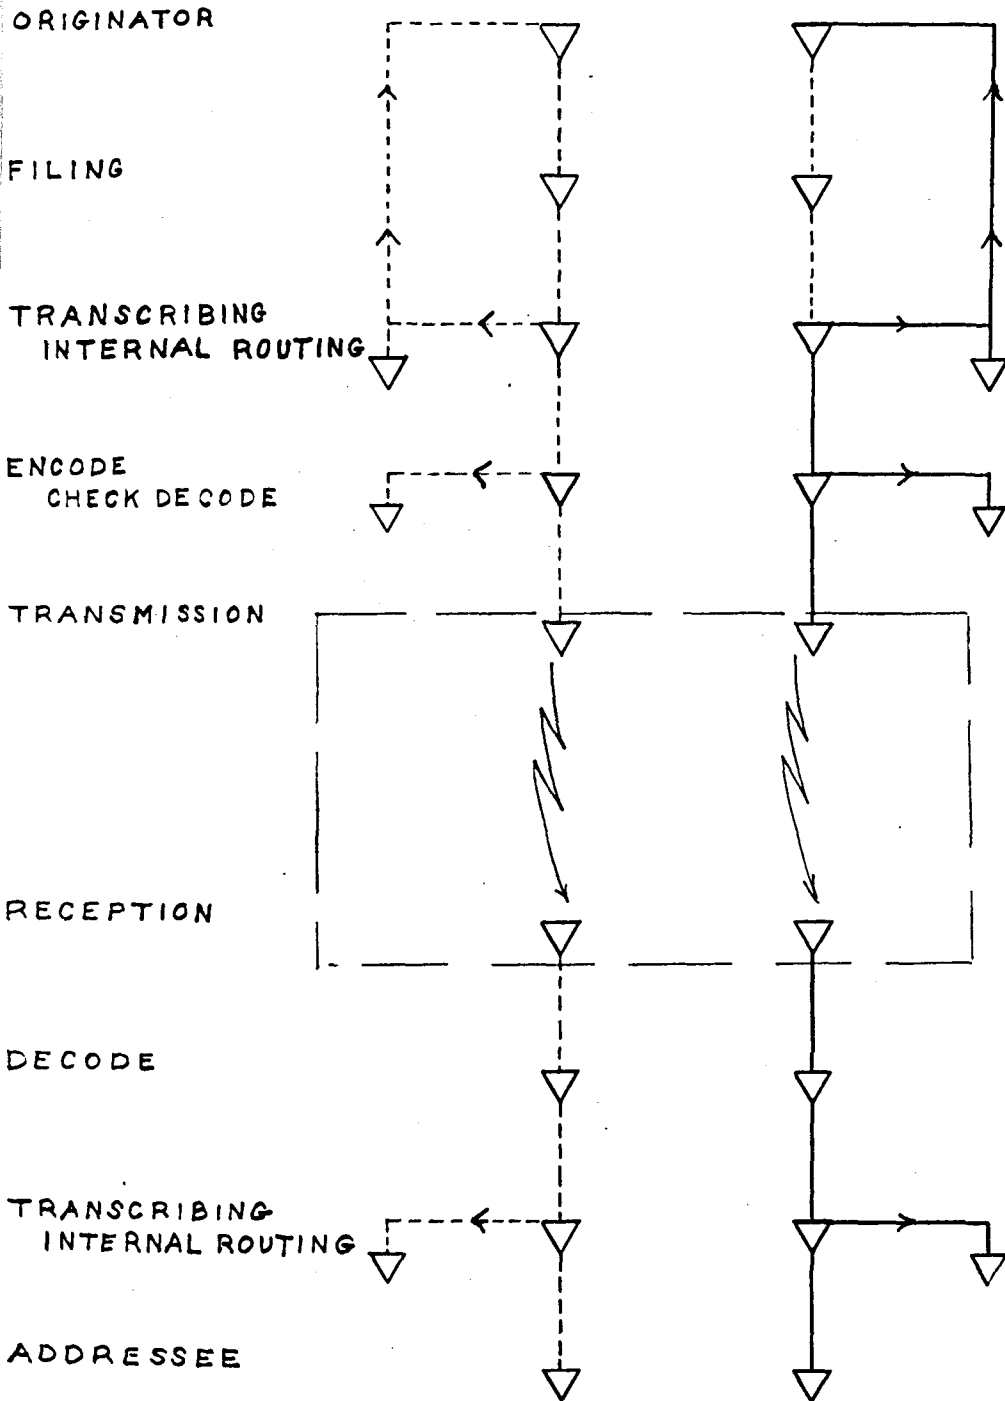 ORIGINATOR
FILING
TRANSCRIBING
INTERNAL ROUTING
ENCODE
CHECK DECODE
TRANSMISSION
RECEPTION
DECODE
TRANSCRIBING
INTERNAL ROUTING
ADDRESSEE